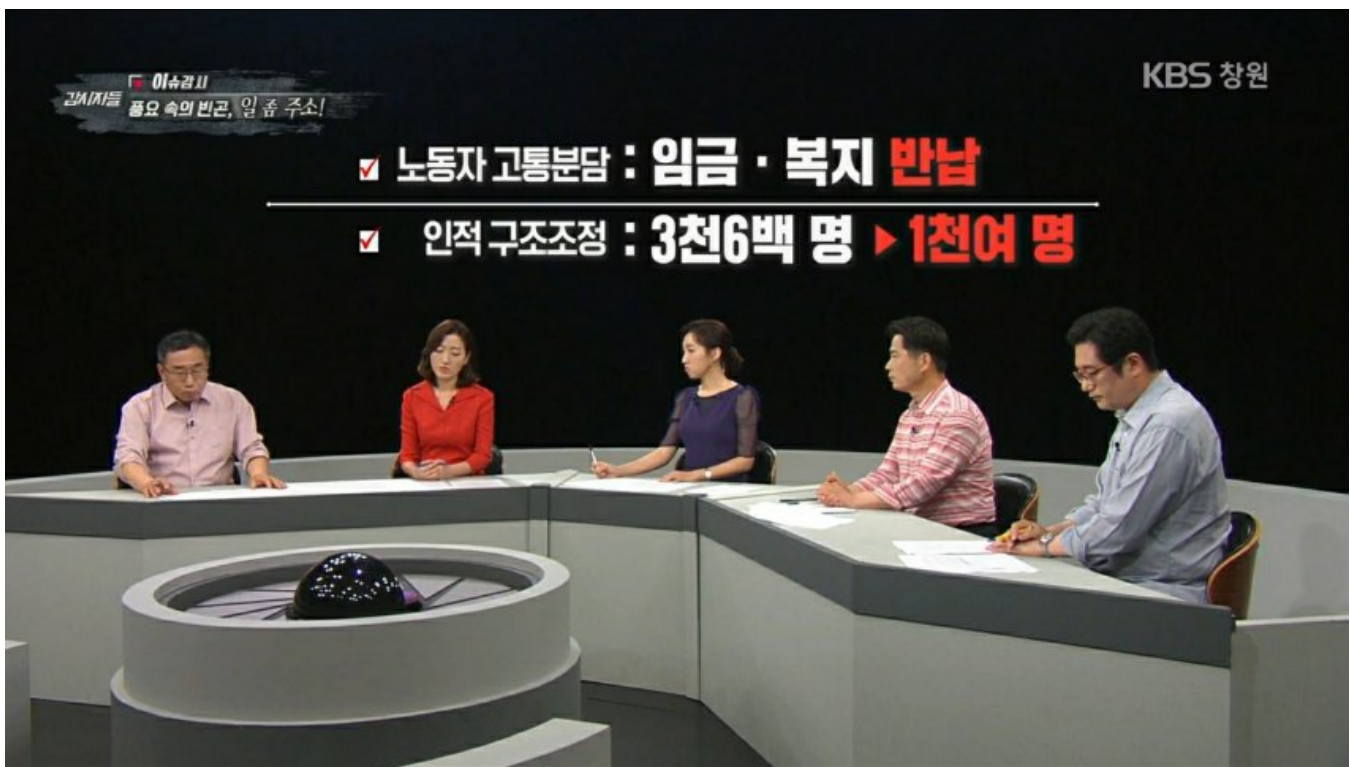 이슈감시
감시자들
풍요 속의 빈곤, 일 좀 주소!
KBS 창원
노동자 고통분담 : 임금 · 복지 반납
인적 구조조정 : 3천6백 명 ▶ 1천여 명